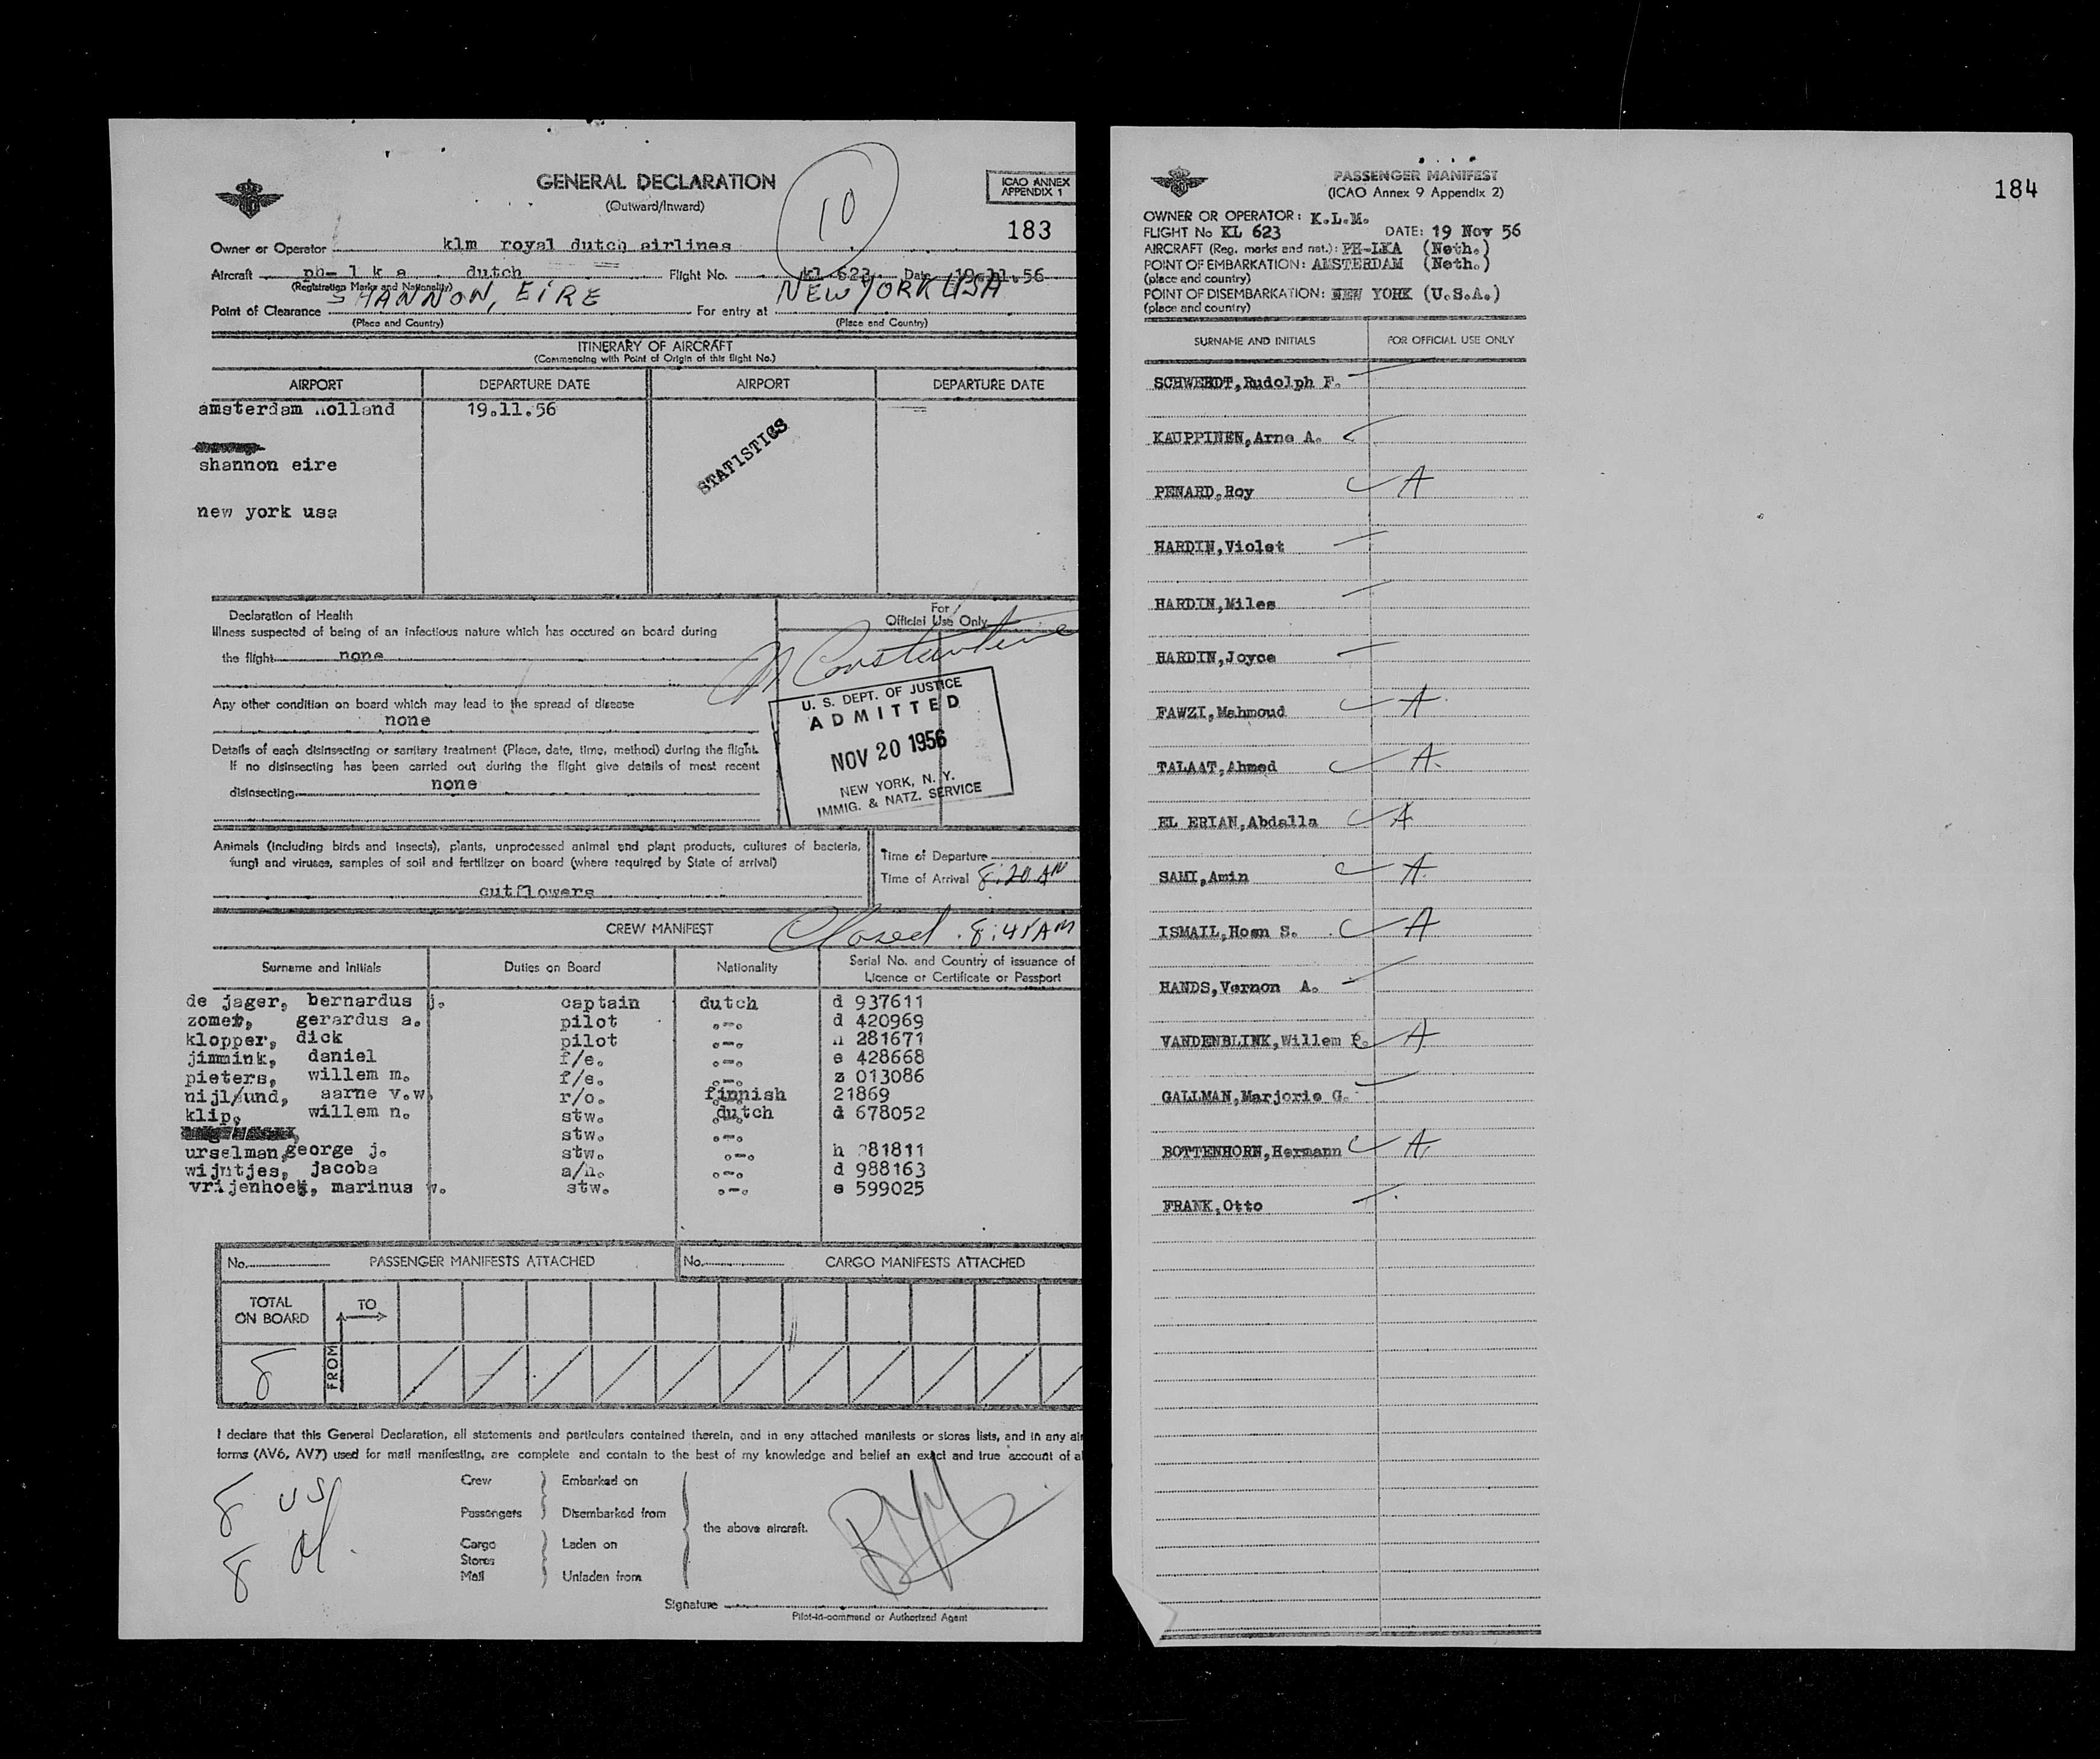 GENERAL DECLARATION
(Outward/Inward)
10
ICAO ANNEX
APPENDIX 1
183
Owner or Operator klm royal dutch airlines
Aircraft ph- l k a dutch Flight No. kl 623 Date 19.11.56
(Registration Marks and Nationality)
Point of Clearance SHANNON, EIRE For entry at NEW YORK USA
(Place and Country) (Place and Country)
ITINERARY OF AIRCRAFT
(Commencing with Point of Origin of this flight No.)
AIRPORT DEPARTURE DATE AIRPORT DEPARTURE DATE
amsterdam holland 19.11.56
STATISTICS
shannon eire
new york usa
Declaration of Health
Illness suspected of being of an infectious nature which has occured on board during
the flight none
Any other condition on board which may lead to the spread of disease
none
Details of each disinsecting or sanitary treatment (Place, date, time, method) during the flight.
If no disinsecting has been carried out during the flight give details of most recent
disinsecting none
For
Official Use Only
M Constantine
U. S. DEPT. OF JUSTICE
ADMITTED
NOV 20 1956
NEW YORK, N. Y.
IMMIG. & NATZ. SERVICE
Animals (including birds and insects), plants, unprocessed animal and plant products, cultures of bacteria,
fungi and viruses, samples of soil and fertilizer on board (where required by State of arrival)
cutflowers
Time of Departure
Time of Arrival 8:20 AM
CREW MANIFEST
Closed 8:45 AM
Surname and Initials Duties on Board Nationality Serial No. and Country of issuance of
Licence or Certificate or Passport
de jager, bernardus j. captain dutch d 937611
zomer, gerardus a. pilot "-" d 420969
klopper, dick pilot "-" h 281671
jimmink, daniel f/e. "-" e 428668
pieters, willem m. f/e. "-" z 013086
nijl/und, aarne v.w. r/o. finnish 21869
klip, willem n. stw. dutch d 678052
stw. "-"
urselman, george j. stw. "-" h 281811
wijntjes, jacoba a/h. "-" d 988163
vrijenhoek, marinus w. stw. "-" e 599025
No. PASSENGER MANIFESTS ATTACHED No. CARGO MANIFESTS ATTACHED
TOTAL
ON BOARD
TO
FROM
8
I declare that this General Declaration, all statements and particulars contained therein, and in any attached manifests or stores lists, and in any air
forms (AV6, AV7) used for mail manifesting, are complete and contain to the best of my knowledge and belief an exact and true account of a
8 US
8 al.
Crew Embarked on
Passengers Disembarked from
the above aircraft.
Cargo Laden on
Stores
Mail Unladen from
Signature
Pilot-in-command or Authorized Agent
PASSENGER MANIFEST
(ICAO Annex 9 Appendix 2)
184
OWNER OR OPERATOR: K.L.M.
FLIGHT No KL 623 DATE: 19 Nov 56
AIRCRAFT (Reg. marks and nat.): PH-LKA (Neth.)
POINT OF EMBARKATION: AMSTERDAM (Neth.)
(place and country)
POINT OF DISEMBARKATION: NEW YORK (U.S.A.)
(place and country)
SURNAME AND INITIALS FOR OFFICIAL USE ONLY
SCHWERDT,Rudolph F.
KAUPPINEN,Arne A.
PENARD,Roy A
HARDIN,Violet
HARDIN,Miles
HARDIN,Joyce
FAWZI,Mahmoud A
TALAAT,Ahmed A
EL ERIAN,Abdalla A
SAMI,Amin A
ISMAIL,Hosn S. A
HANDS,Vernon A.
VANDENBLINK,Willem P. A
GALLMAN,Marjorie G.
BOTTENHORN,Hermann A
FRANK,Otto